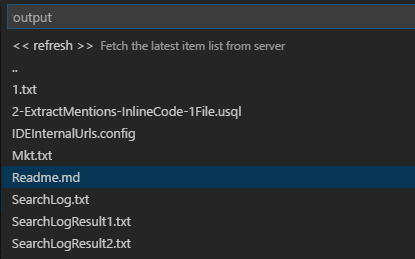 output
<< refresh >> Fetch the latest item list from server
..
1.txt
2-ExtractMentions-InlineCode-1File.usql
IDEInternalUrls.config
Mkt.txt
Readme.md
SearchLog.txt
SearchLogResult1.txt
SearchLogResult2.txt